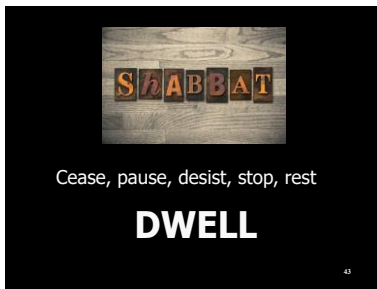 ShABBAT
Cease, pause, desist, stop, rest
DWELL
43